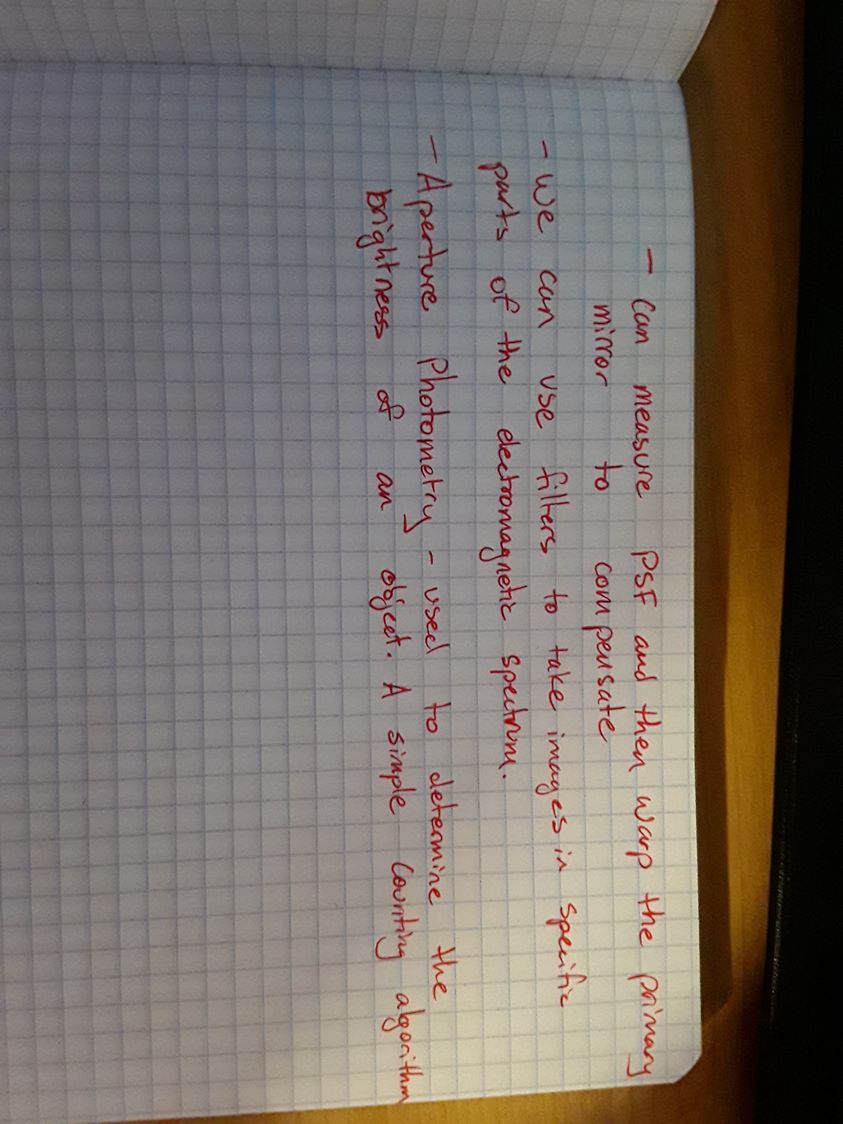 - Can measure PSF and then warp the primary
mirror to compensate
- We can use filters to take images in specific
parts of the electromagnetic spectrum.
- Aperture Photometry - used to determine the
brightness of an object. A simple counting algorithm